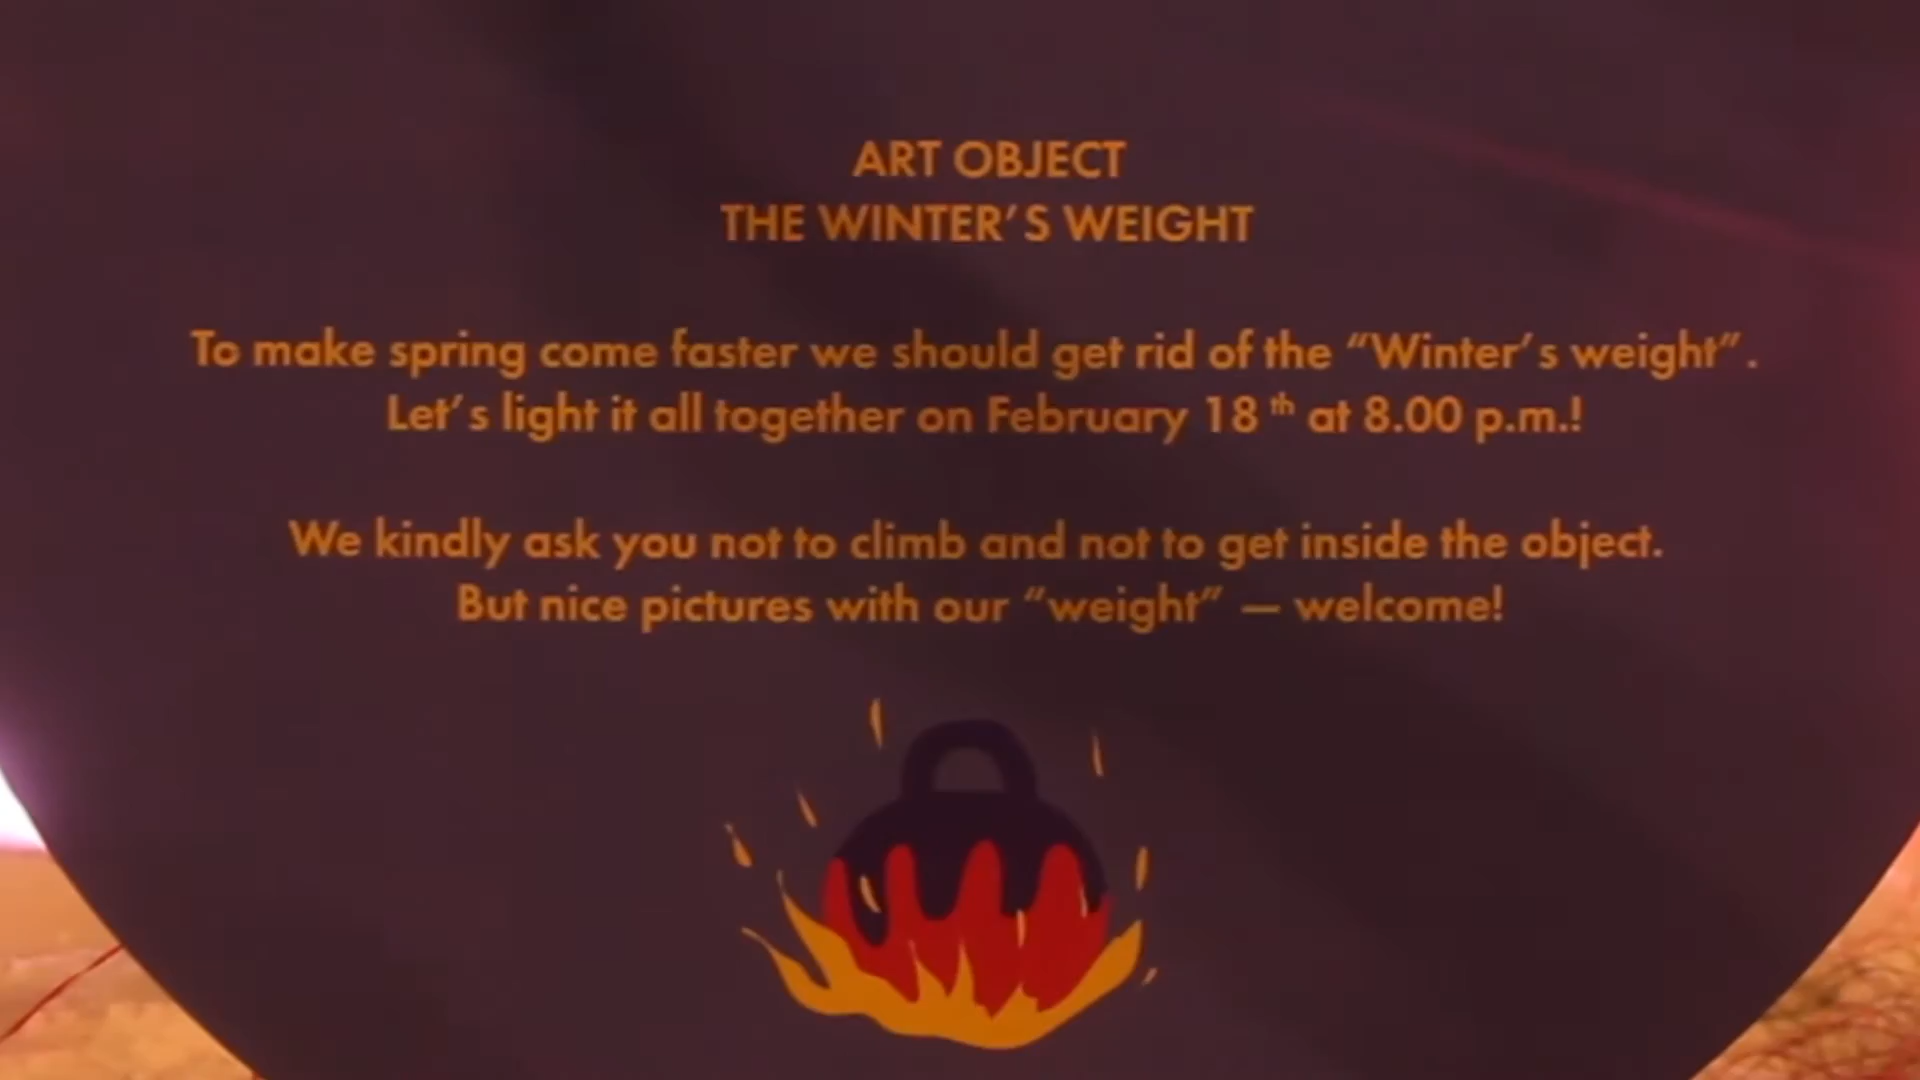 ART OBJECT
THE WINTER’S WEIGHT
To make spring come faster we should get rid of the “Winter’s weight”.
Let’s light it all together on February 18 th at 8.00 p.m.!
We kindly ask you not to climb and not to get inside the object.
But nice pictures with our “weight” — welcome!